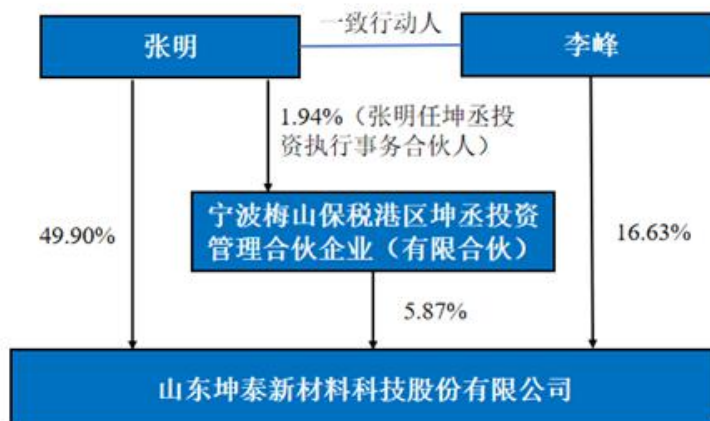 一致行动人
张明
李峰
1.94%（张明任坤丞投
资执行事务合伙人）
宁波梅山保税港区坤丞投资
管理合伙企业（有限合伙）
49.90%
16.63%
5.87%
山东坤泰新材料科技股份有限公司